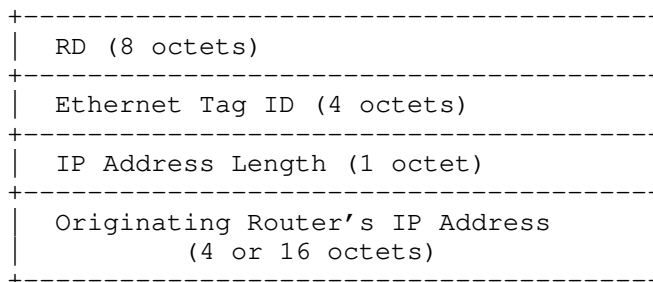 RD (8 octets)
Ethernet Tag ID (4 octets)
IP Address Length (1 octet)
Originating Router's IP Address
(4 or 16 octets)